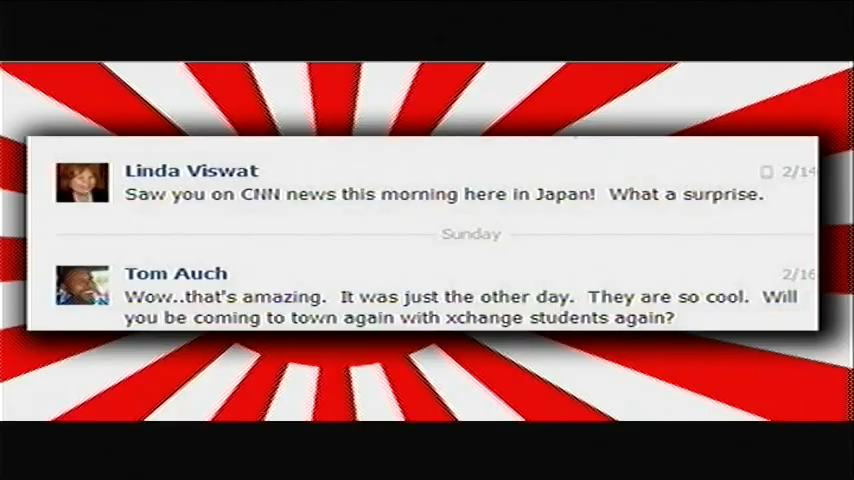 Linda Viswat
2/14
Saw you on CNN news this morning here in Japan! What a surprise.
Sunday
Tom Auch
2/16
Wow..that's amazing. It was just the other day. They are so cool. Will
you be coming to town again with xchange students again?